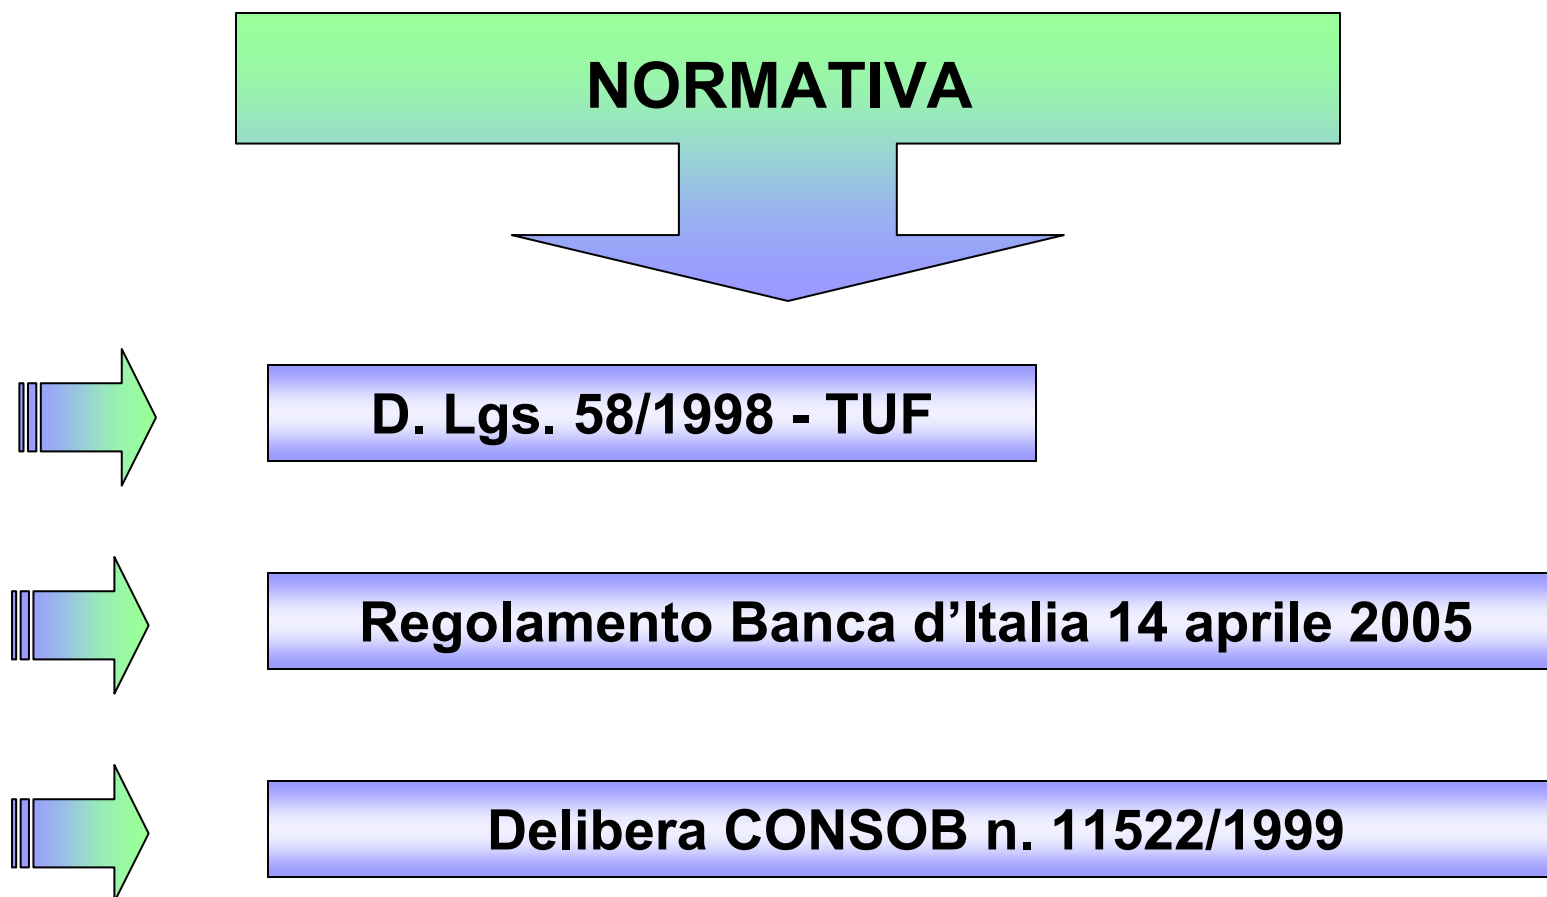 NORMATIVA
D. Lgs. 58/1998 - TUF
Regolamento Banca d’Italia 14 aprile 2005
Delibera CONSOB n. 11522/1999